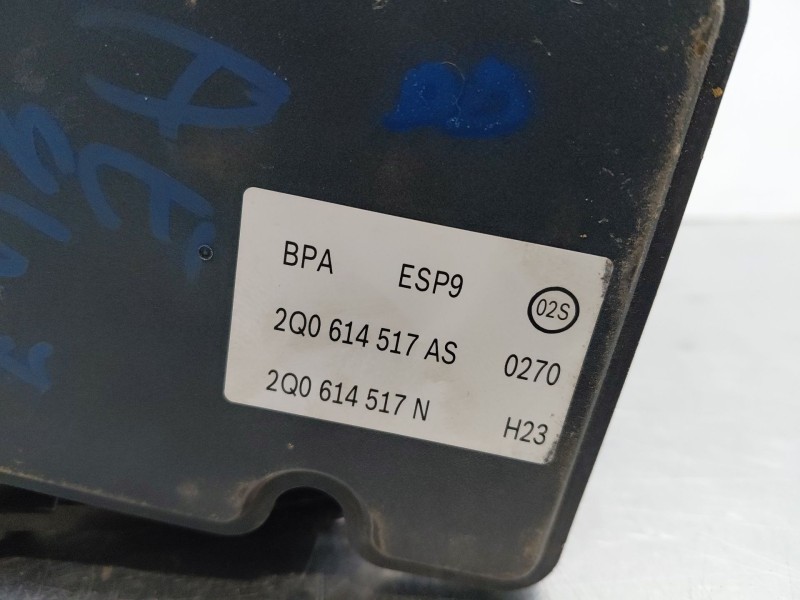 BPA ESP9 02S
2Q0 614 517 AS 0270
2Q0 614 517 N H23